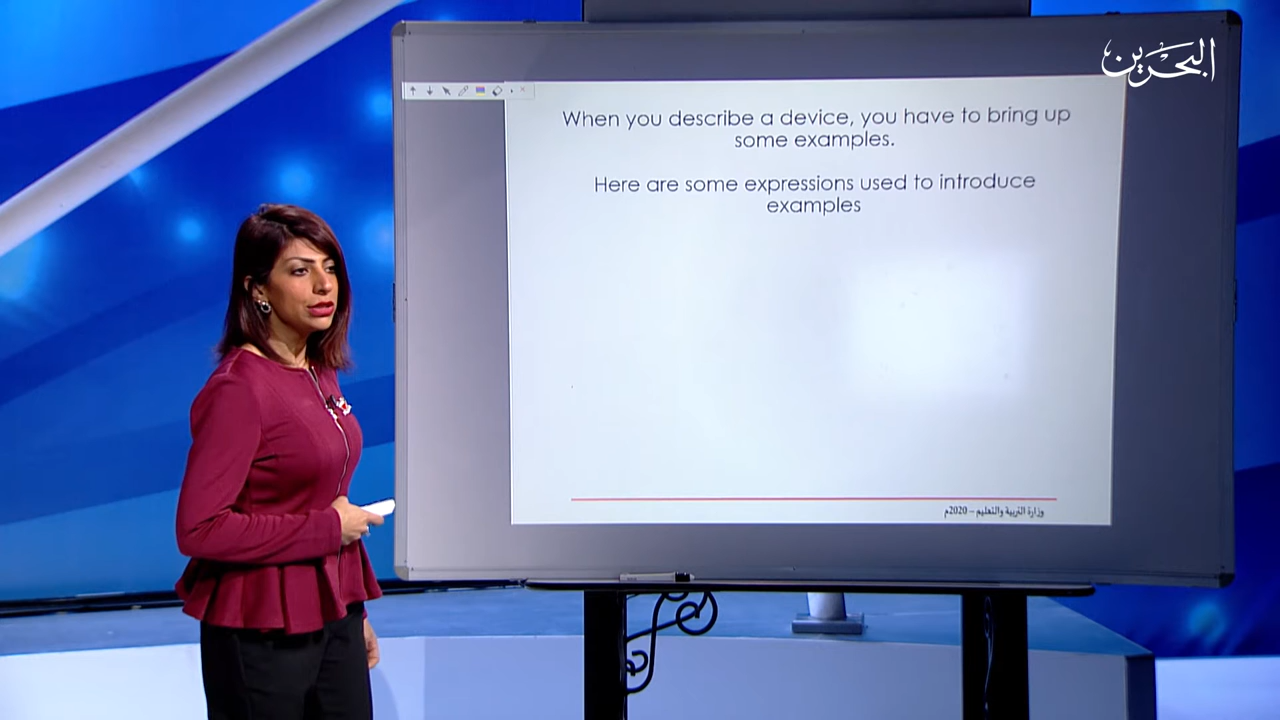 البحرين
When you describe a device, you have to bring up
some examples.
Here are some expressions used to introduce
examples
وزارة التربية والتعليم – 2020م